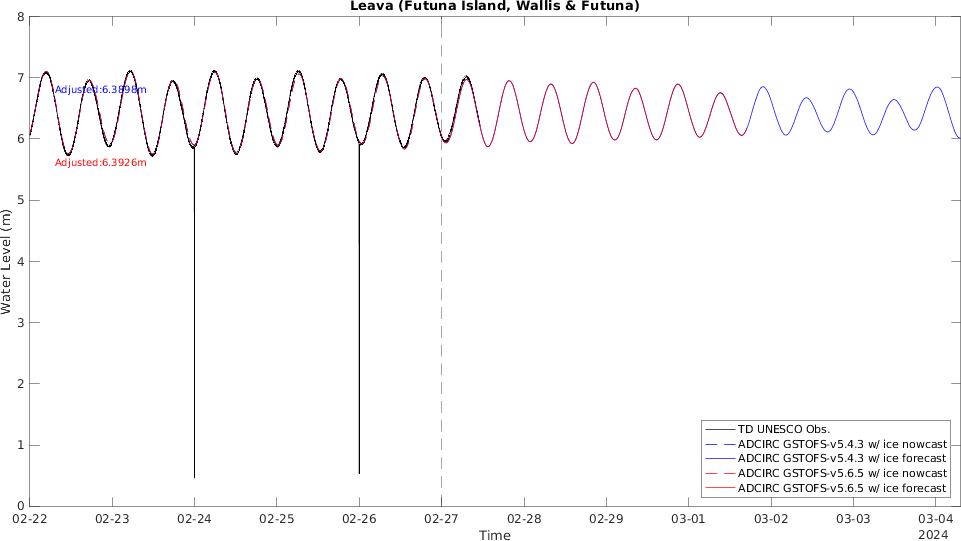 Leava (Futuna Island, Wallis & Futuna)
8
7
6
5
4
3
2
1
0
Water Level (m)
Adjusted:6.3898m
Adjusted:6.3926m
TD UNESCO Obs.
ADCIRC GSTOFS-v5.4.3 w/ ice nowcast
ADCIRC GSTOFS-v5.4.3 w/ ice forecast
ADCIRC GSTOFS-v5.6.5 w/ ice nowcast
ADCIRC GSTOFS-v5.6.5 w/ ice forecast
02-22 02-23 02-24 02-25 02-26 02-27 02-28 02-29 03-01 03-02 03-03 03-04
2024
Time